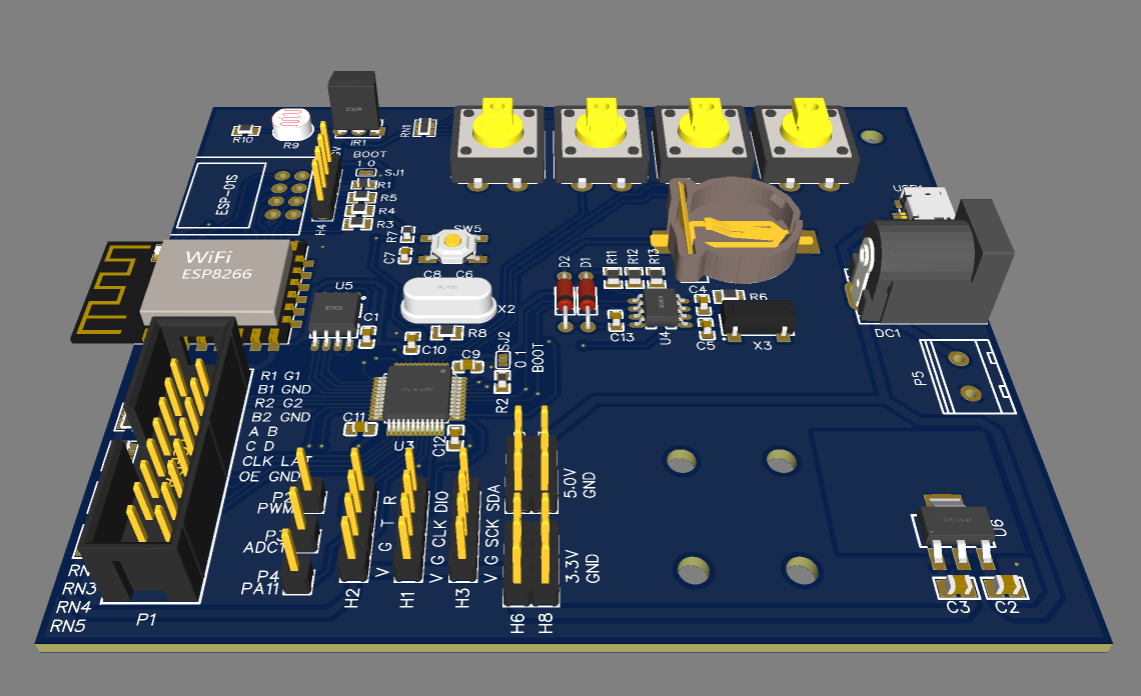 R10
R9
IR1
RN1
BOOT
1 0
SJ1
R1
R5
R4
R3
H4
ESP-01S
WiFi
ESP8266
R7
C7
SW5
C8 C6
X2
U5
C1
R8
C10
C9
SJ2
0 1
BOOT
R2
C11
U3
C12
D2
D1
R11
R12
R13
C13
U4
C4
C5
R6
X3
DC1
P5
U6
C3
C2
R1 G1
B1 GND
R2 G2
B2 GND
A B
C D
CLK LAT
OE GND
P2
PWM
P3
ADC1
P4
PA11
RN3
RN4
RN5
P1
V G T R
H2
V G CLK DIO
H1
V G SCK SDA
H3
5.0V
GND
3.3V
GND
H6
H8